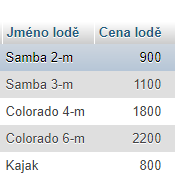 Jméno lodě Cena lodě
Samba 2-m 900
Samba 3-m 1100
Colorado 4-m 1800
Colorado 6-m 2200
Kajak 800